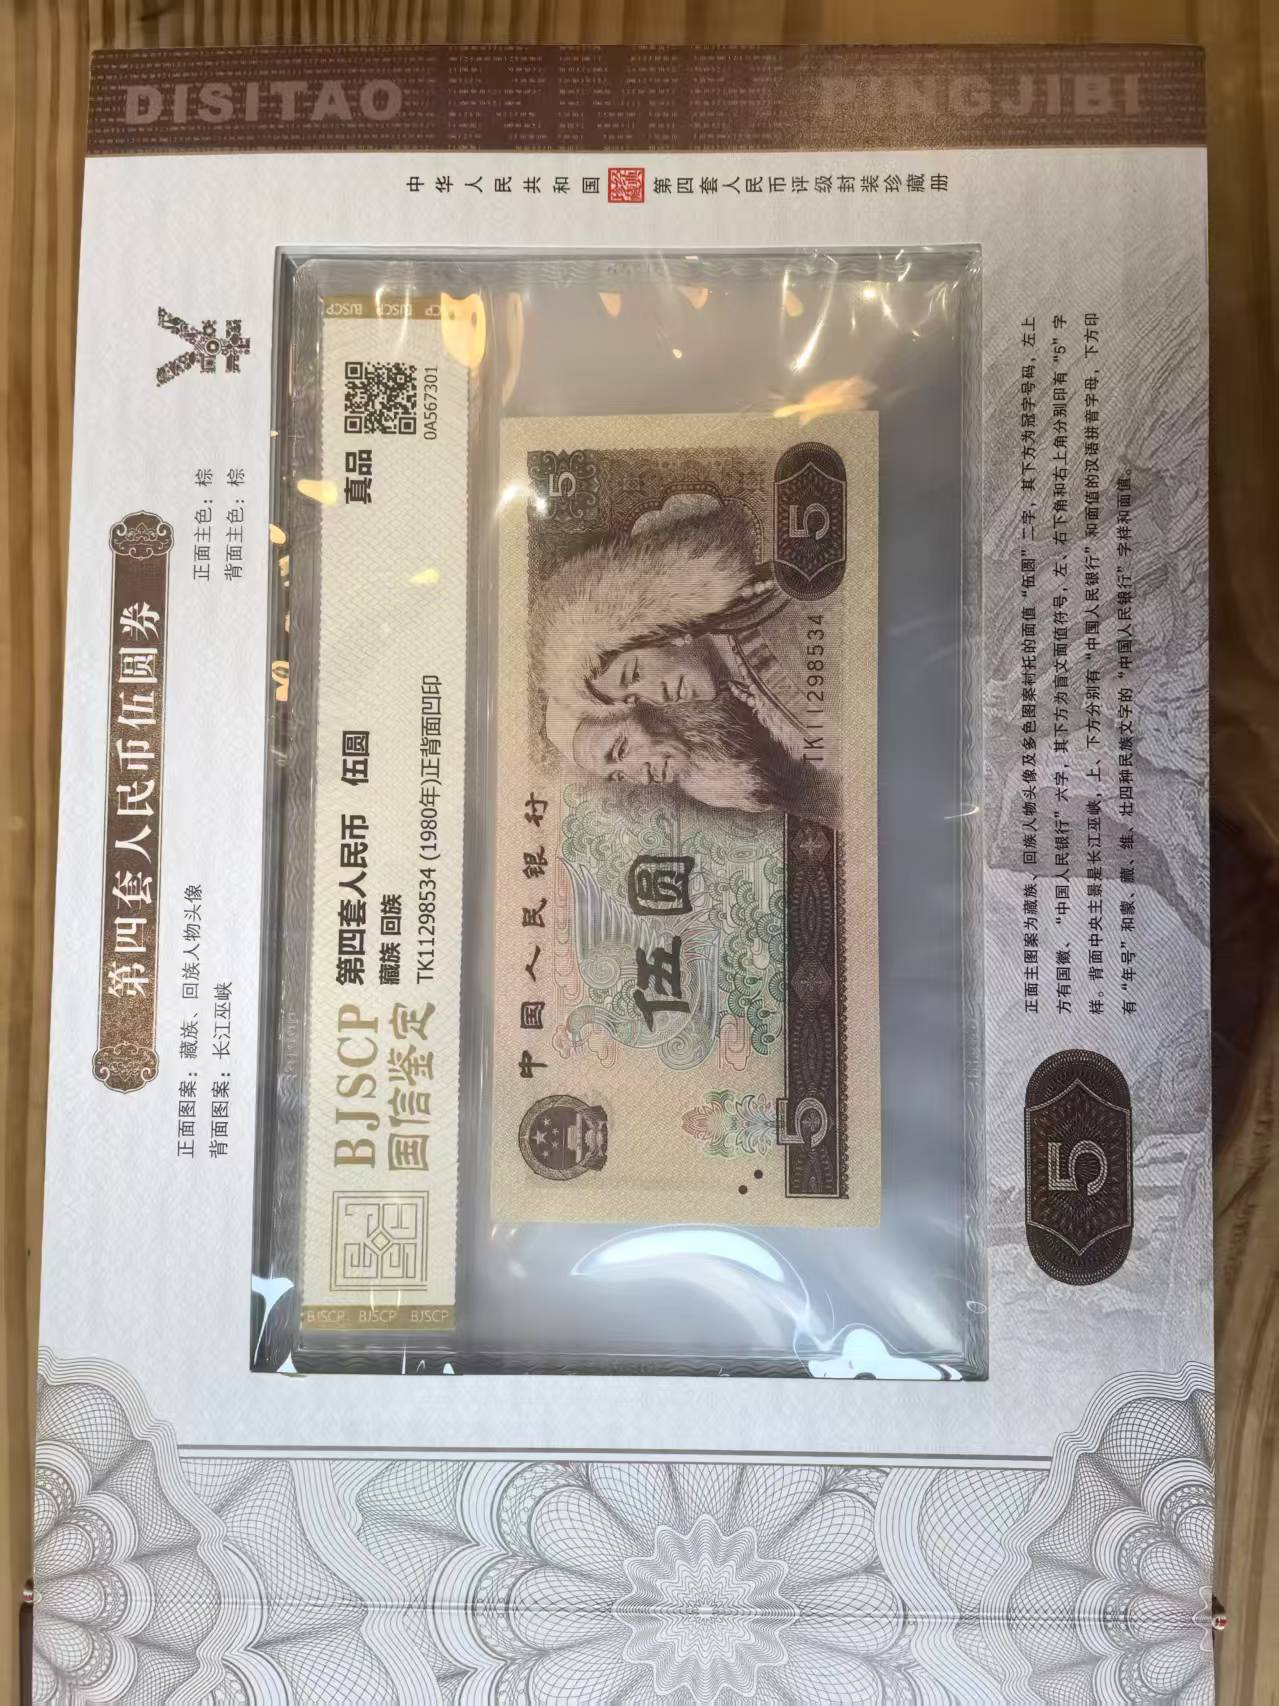 DISITAO PINGJIBI
中华人民共和国 第四套人民币评级封装珍藏册
第四套人民币伍圆券
正面图案：藏族、回族人物头像 正面主色：棕
背面图案：长江巫峡 背面主色：棕
BJSCP BJSCP BJSCP
BJSCP
国信鉴定
第四套人民币 伍圆
藏族 回族
TK11298534 (1980年)正背面凹印
真品
0A567301
BJSCP BJSCP
中国人民银行
5
伍圆
TK11298534
5
5
5
正面主图案为藏族、回族人物头像及多色图案衬托的面值“伍圆”二字，其下方为冠字号码，左上
方有国徽、“中国人民银行”六字，其下方为盲文面值符号，左、右下角和右上角分别印有“5”字
样。背面中央主景是长江巫峡，上、下方分别有“中国人民银行”和面值的汉语拼音字母，下方印
有“年号”和蒙、藏、维、壮四种民族文字的“中国人民银行”字样和面值。